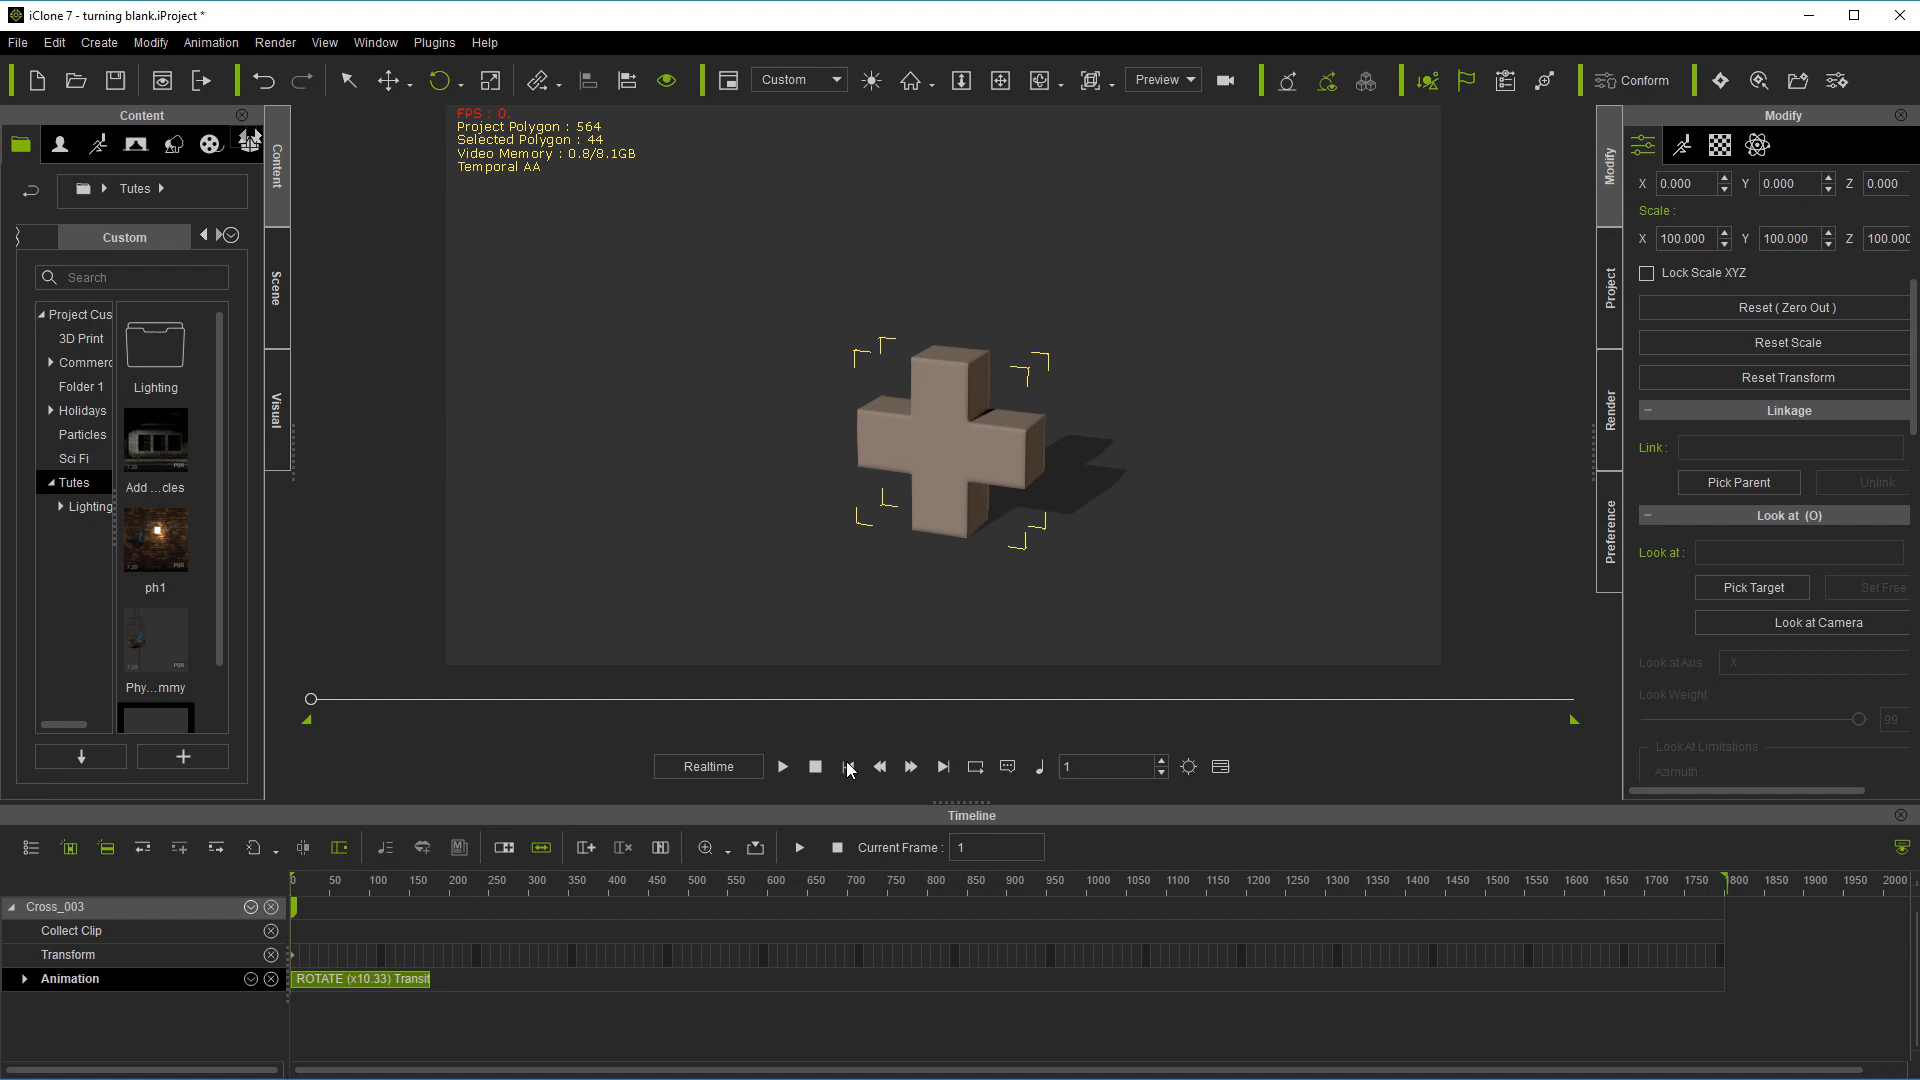 iClone 7 - turning blank.iProject *
File Edit Create Modify Animation Render View Window Plugins Help
Custom Preview Conform
Content
Tutes
Custom
Search
Project Cus
3D Print
Commerc
Folder 1
Holidays
Particles
Sci Fi
Tutes
Lighting
Lighting
Add ...cles
ph1
Phy...mmy
Content
Scene
Visual
FPS : 0.
Project Polygon : 564
Selected Polygon : 44
Video Memory : 0.8/8.1GB
Temporal AA
Realtime 1
Modify
Project
Render
Preference
Modify
X 0.000 Y 0.000 Z 0.000
Scale :
X 100.000 Y 100.000 Z 100.000
Lock Scale XYZ
Reset ( Zero Out )
Reset Scale
Reset Transform
Linkage
Link :
Pick Parent Unlink
Look at (O)
Look at :
Pick Target Set Free
Look at Camera
Look at Axis : X
Look Weight
99
Look At Limitations
Azimuth :
Timeline
Current Frame : 1
0 50 100 150 200 250 300 350 400 450 500 550 600 650 700 750 800 850 900 950 1000 1050 1100 1150 1200 1250 1300 1350 1400 1450 1500 1550 1600 1650 1700 1750 800 1850 1900 1950 2000
Cross_003
Collect Clip
Transform
Animation
ROTATE (x10.33) Transit